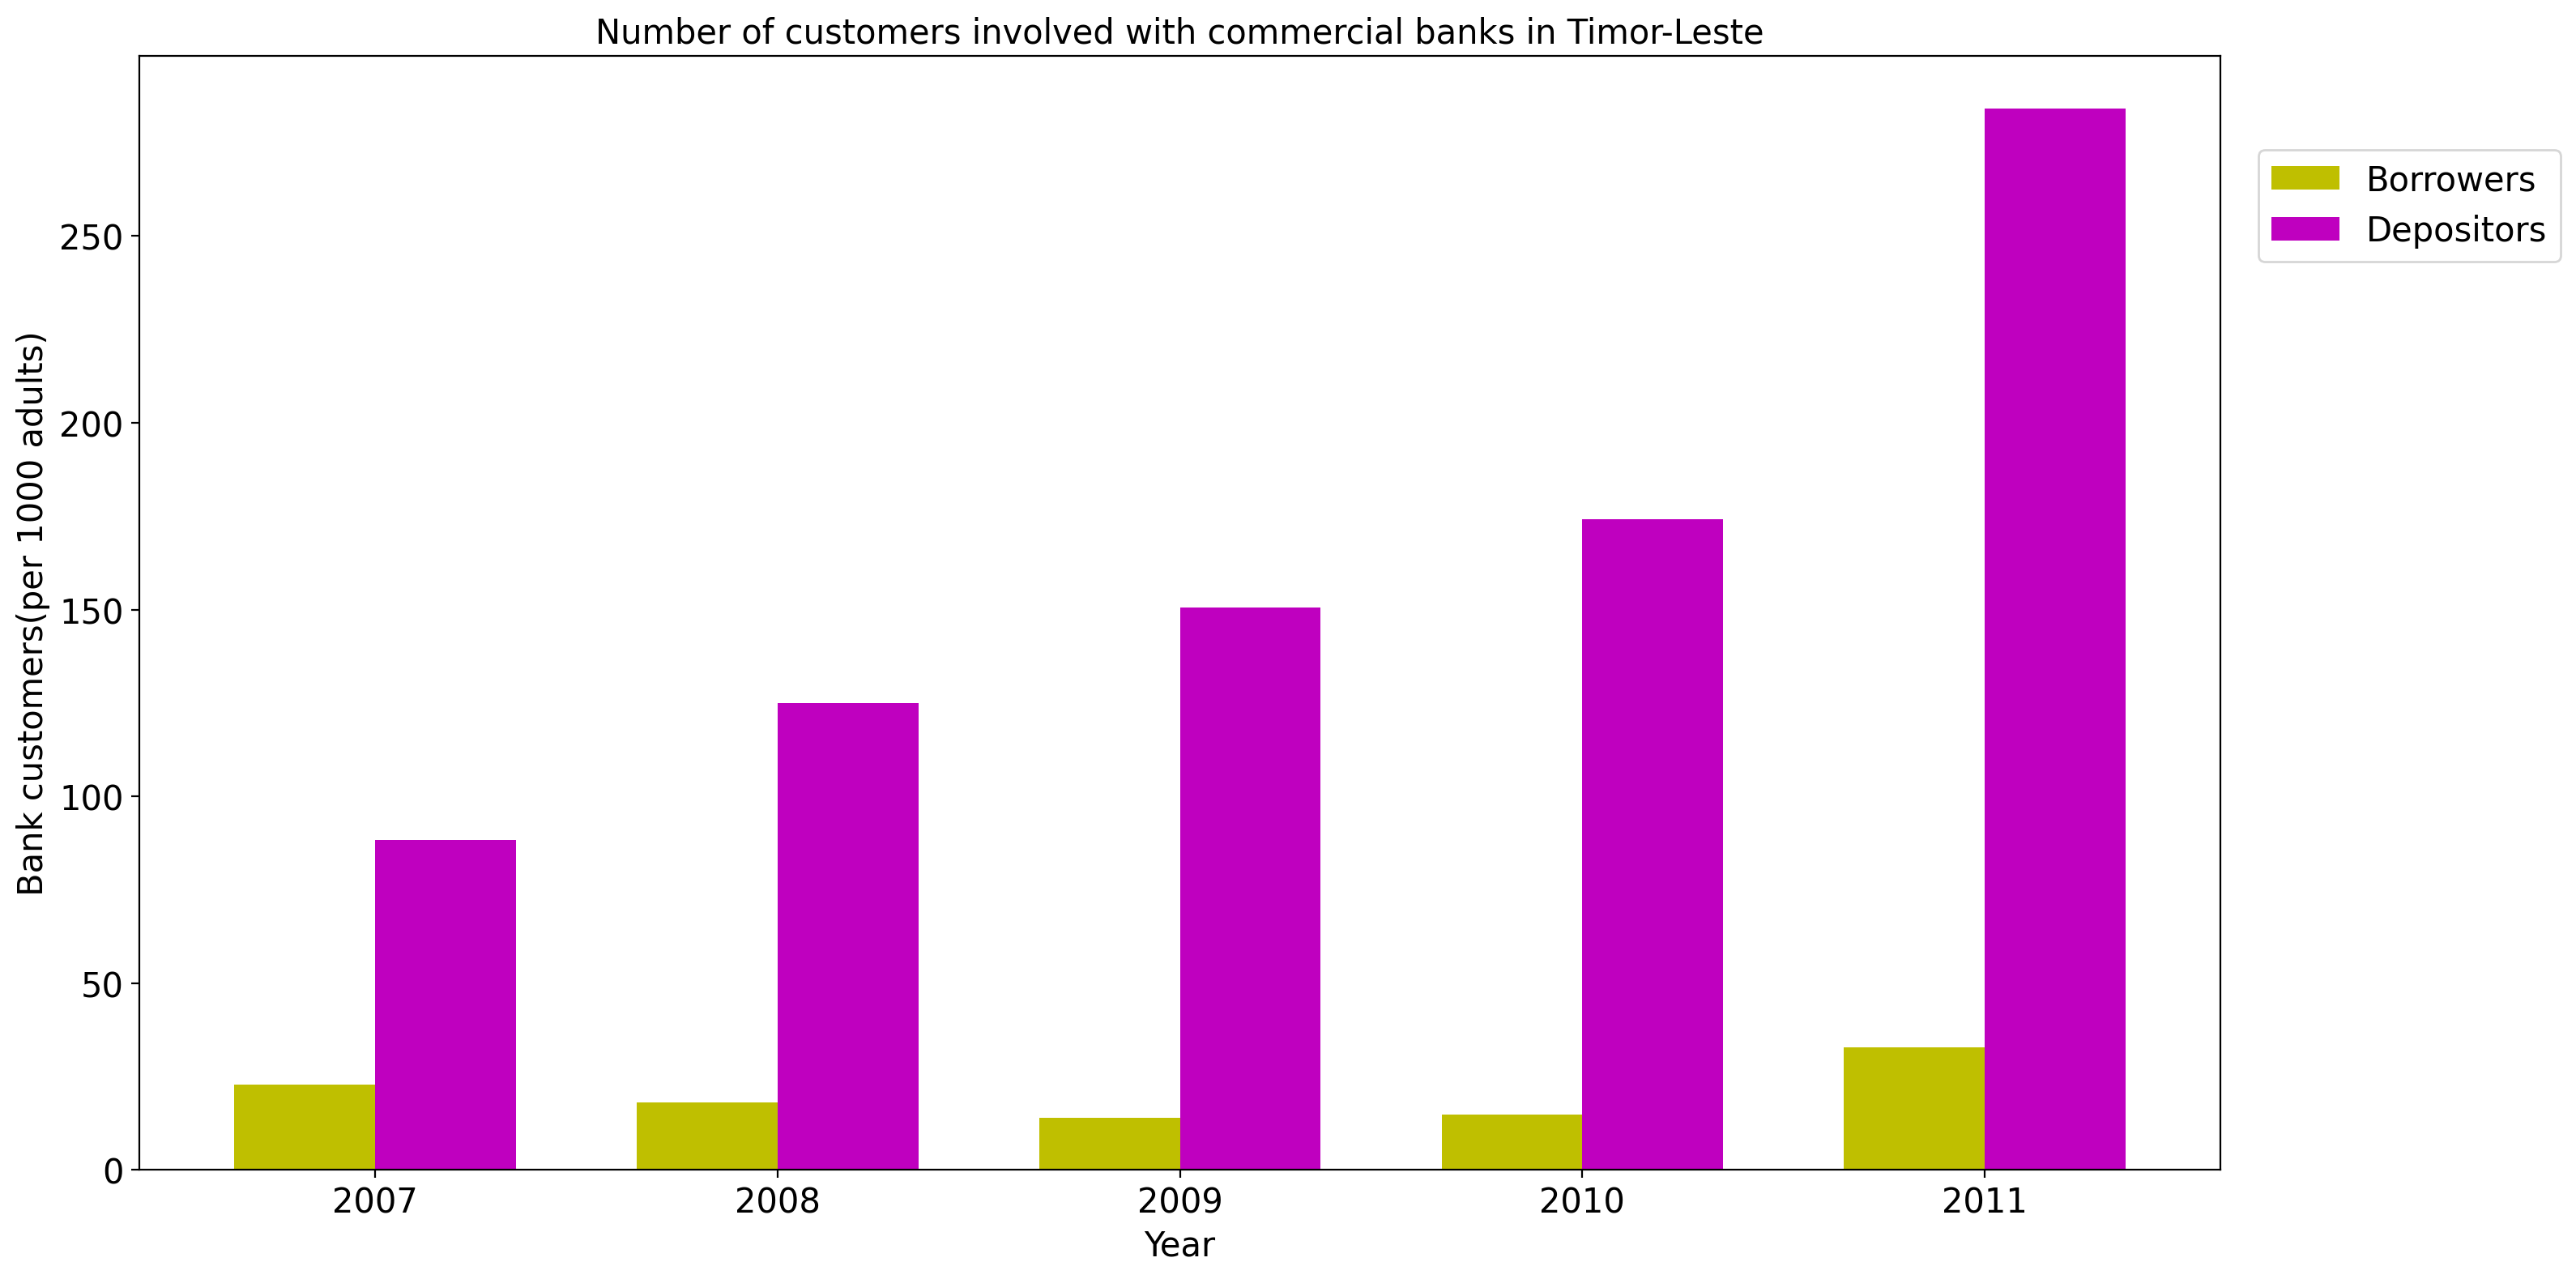 Number of customers involved with commercial banks in Timor-Leste
Bank customers(per 1000 adults)
250
200
150
100
50
0
2007 2008 2009 2010 2011
Year
Borrowers
Depositors